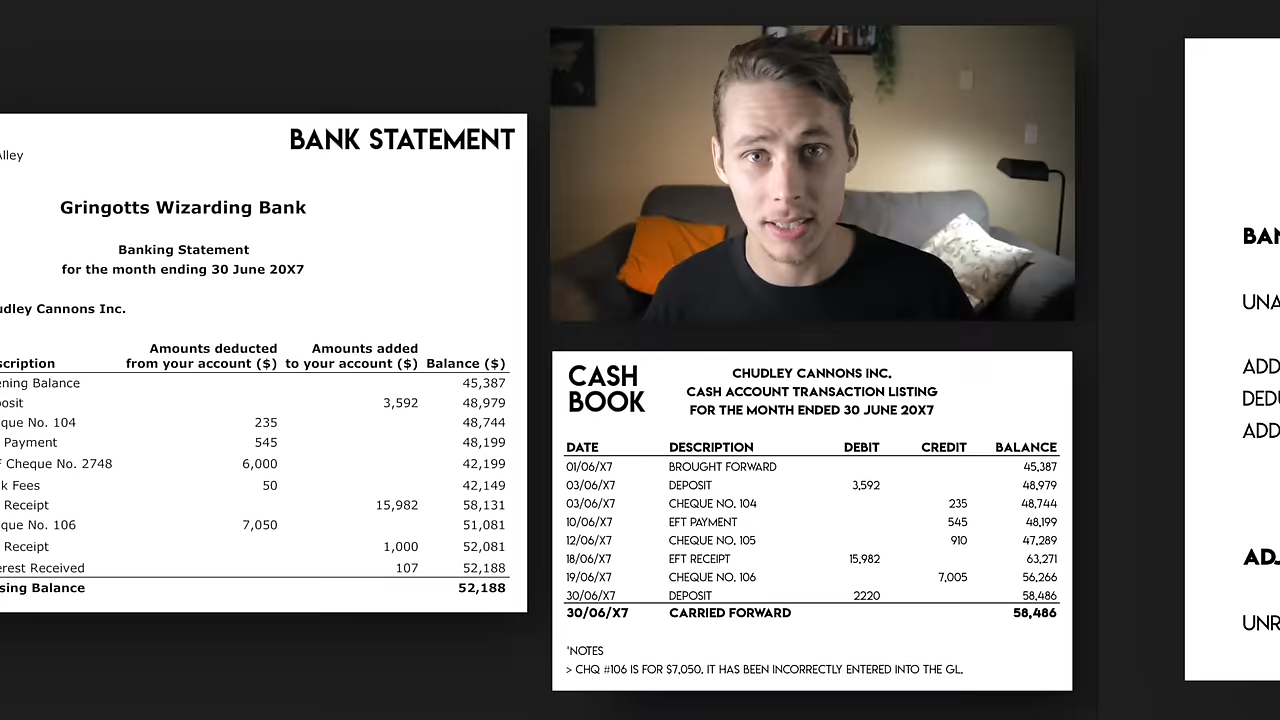 BANK STATEMENT
Alley
Gringotts Wizarding Bank
Banking Statement
for the month ending 30 June 20X7
udley Cannons Inc.
Amounts deducted Amounts added
scription from your account ($) to your account ($) Balance ($)
ening Balance 45,387
posit 3,592 48,979
que No. 104 235 48,744
Payment 545 48,199
F Cheque No. 2748 6,000 42,199
k Fees 50 42,149
Receipt 15,982 58,131
que No. 106 7,050 51,081
Receipt 1,000 52,081
erest Received 107 52,188
sing Balance 52,188
CASH
BOOK
CHUDLEY CANNONS INC.
CASH ACCOUNT TRANSACTION LISTING
FOR THE MONTH ENDED 30 JUNE 20X7
DATE DESCRIPTION DEBIT CREDIT BALANCE
01/06/X7 BROUGHT FORWARD 45,387
03/06/X7 DEPOSIT 3,592 48,979
03/06/X7 CHEQUE NO. 104 235 48,744
10/06/X7 EFT PAYMENT 545 48,199
12/06/X7 CHEQUE NO. 105 910 47,289
18/06/X7 EFT RECEIPT 15,982 63,271
19/06/X7 CHEQUE NO. 106 7,005 56,266
30/06/X7 DEPOSIT 2220 58,486
30/06/X7 CARRIED FORWARD 58,486
*NOTES
> CHQ #106 IS FOR $7,050, IT HAS BEEN INCORRECTLY ENTERED INTO THE GL.
BAN
UNA
ADD
DEDU
ADD
ADJ
UNR